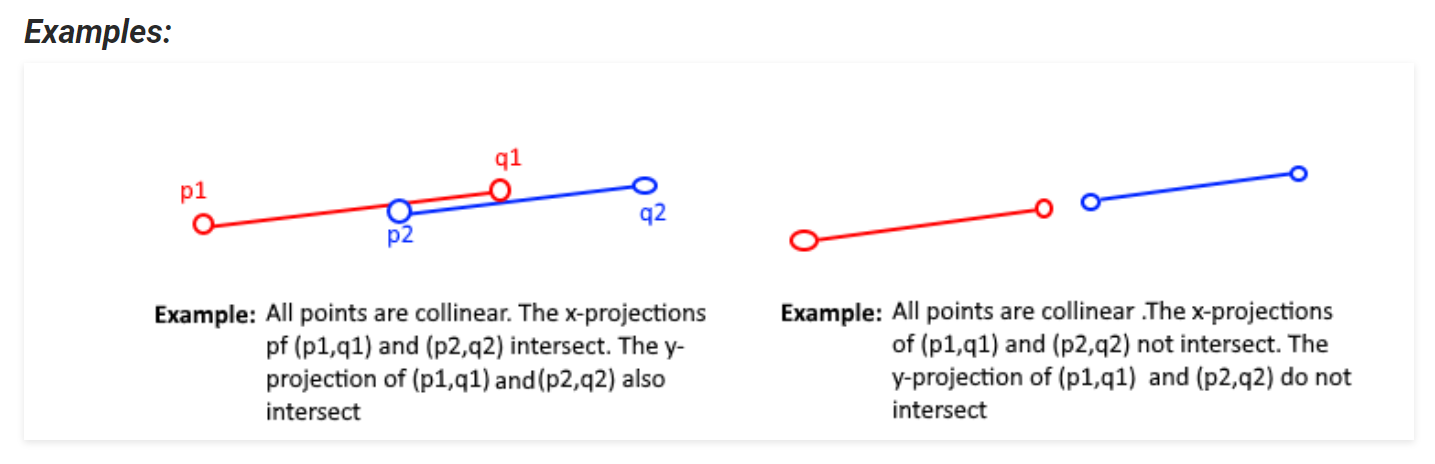 Examples:
q1
p1
q2
p2
Example: All points are collinear. The x-projections
pf (p1,q1) and (p2,q2) intersect. The y-
projection of (p1,q1) and(p2,q2) also
intersect
Example: All points are collinear .The x-projections
of (p1,q1) and (p2,q2) not intersect. The
y-projection of (p1,q1) and (p2,q2) do not
intersect